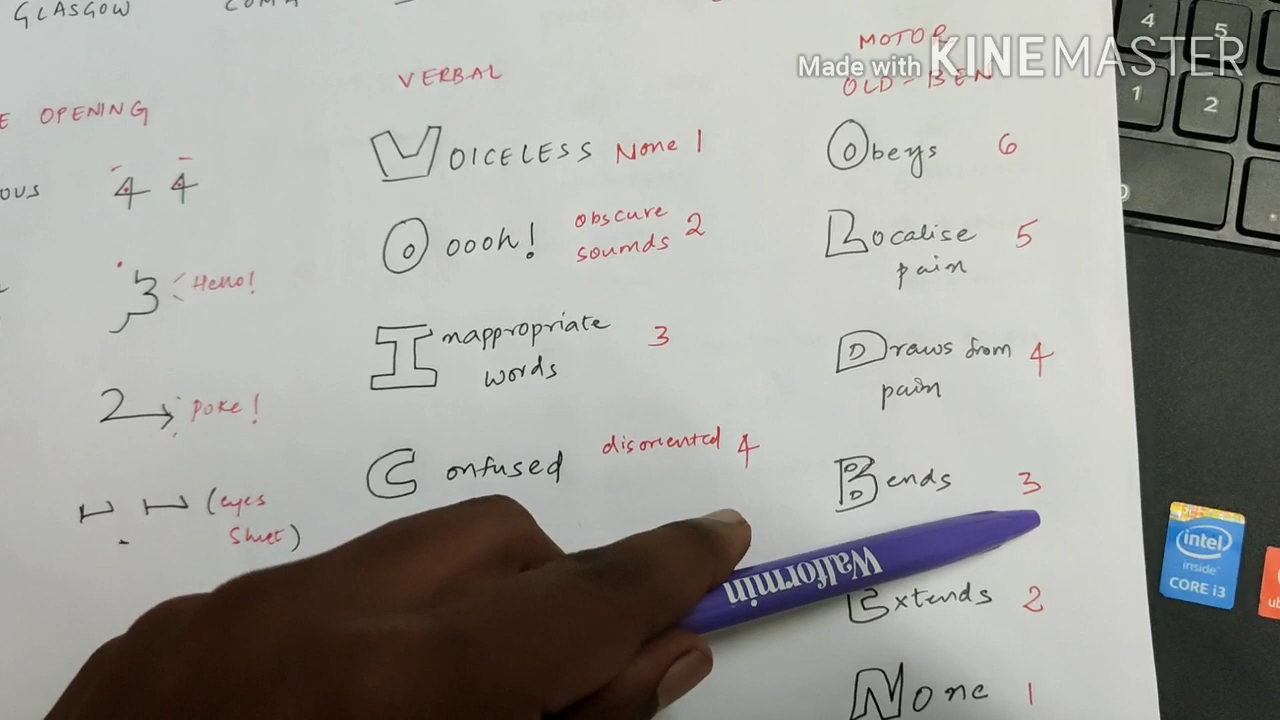 GLASGOW COMA
MOTOR
Made with KINEMASTER
OLD - BEN
VERBAL
E OPENING
VOICELESS None 1
Obeys 6
OUS 4 4
Ooooh! obscure
sounds 2
Localise
pain 5
3 Hello!
Inappropriate
words 3
Draws from
pain 4
2 Poke!
Confused disoriented 4
Bends 3
1 1 (eyes
Shut)
Walformin
Extends 2
None 1
4
5
1
2
intel
inside
CORE i3